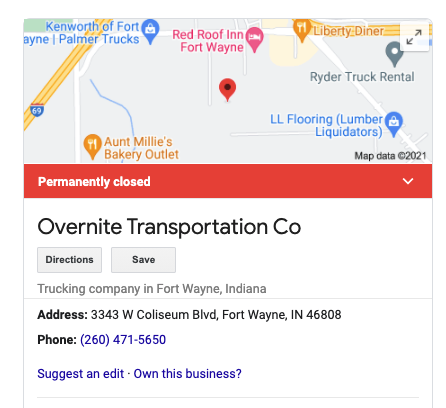 Kenworth of Fort
ayne | Palmer Trucks
Red Roof Inn
Fort Wayne
Liberty Diner
Ryder Truck Rental
69
LL Flooring (Lumber
Liquidators)
Aunt Millie's
Bakery Outlet
Map data ©2021
Permanently closed
Overnite Transportation Co
Directions
Save
Trucking company in Fort Wayne, Indiana
Address: 3343 W Coliseum Blvd, Fort Wayne, IN 46808
Phone: (260) 471-5650
Suggest an edit · Own this business?